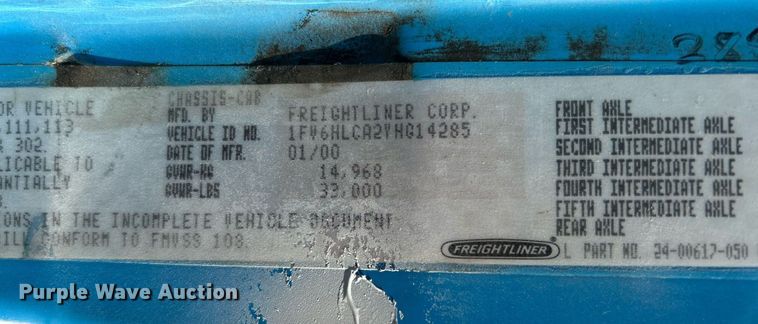 CHASSIS-CAB
OR VEHICLE
MFD. BY FREIGHTLINER CORP.
,111,113
VEHICLE ID NO. 1FV6HLCA2YHG14285
302.
DATE OF MFR. 01/00
LICABLE TO
GVWR-KG 14,968
ANTIALLY
GVWR-LBS 33,000
FRONT AXLE
FIRST INTERMEDIATE AXLE
SECOND INTERMEDIATE AXLE
THIRD INTERMEDIATE AXLE
FOURTH INTERMEDIATE AXLE
FIFTH INTERMEDIATE AXLE
REAR AXLE
IONS IN THE INCOMPLETE VEHICLE DOCUMENT
ILL CONFORM TO FMVSS 103.
FREIGHTLINER
L PART NO. 24-00617-050
Purple Wave Auction